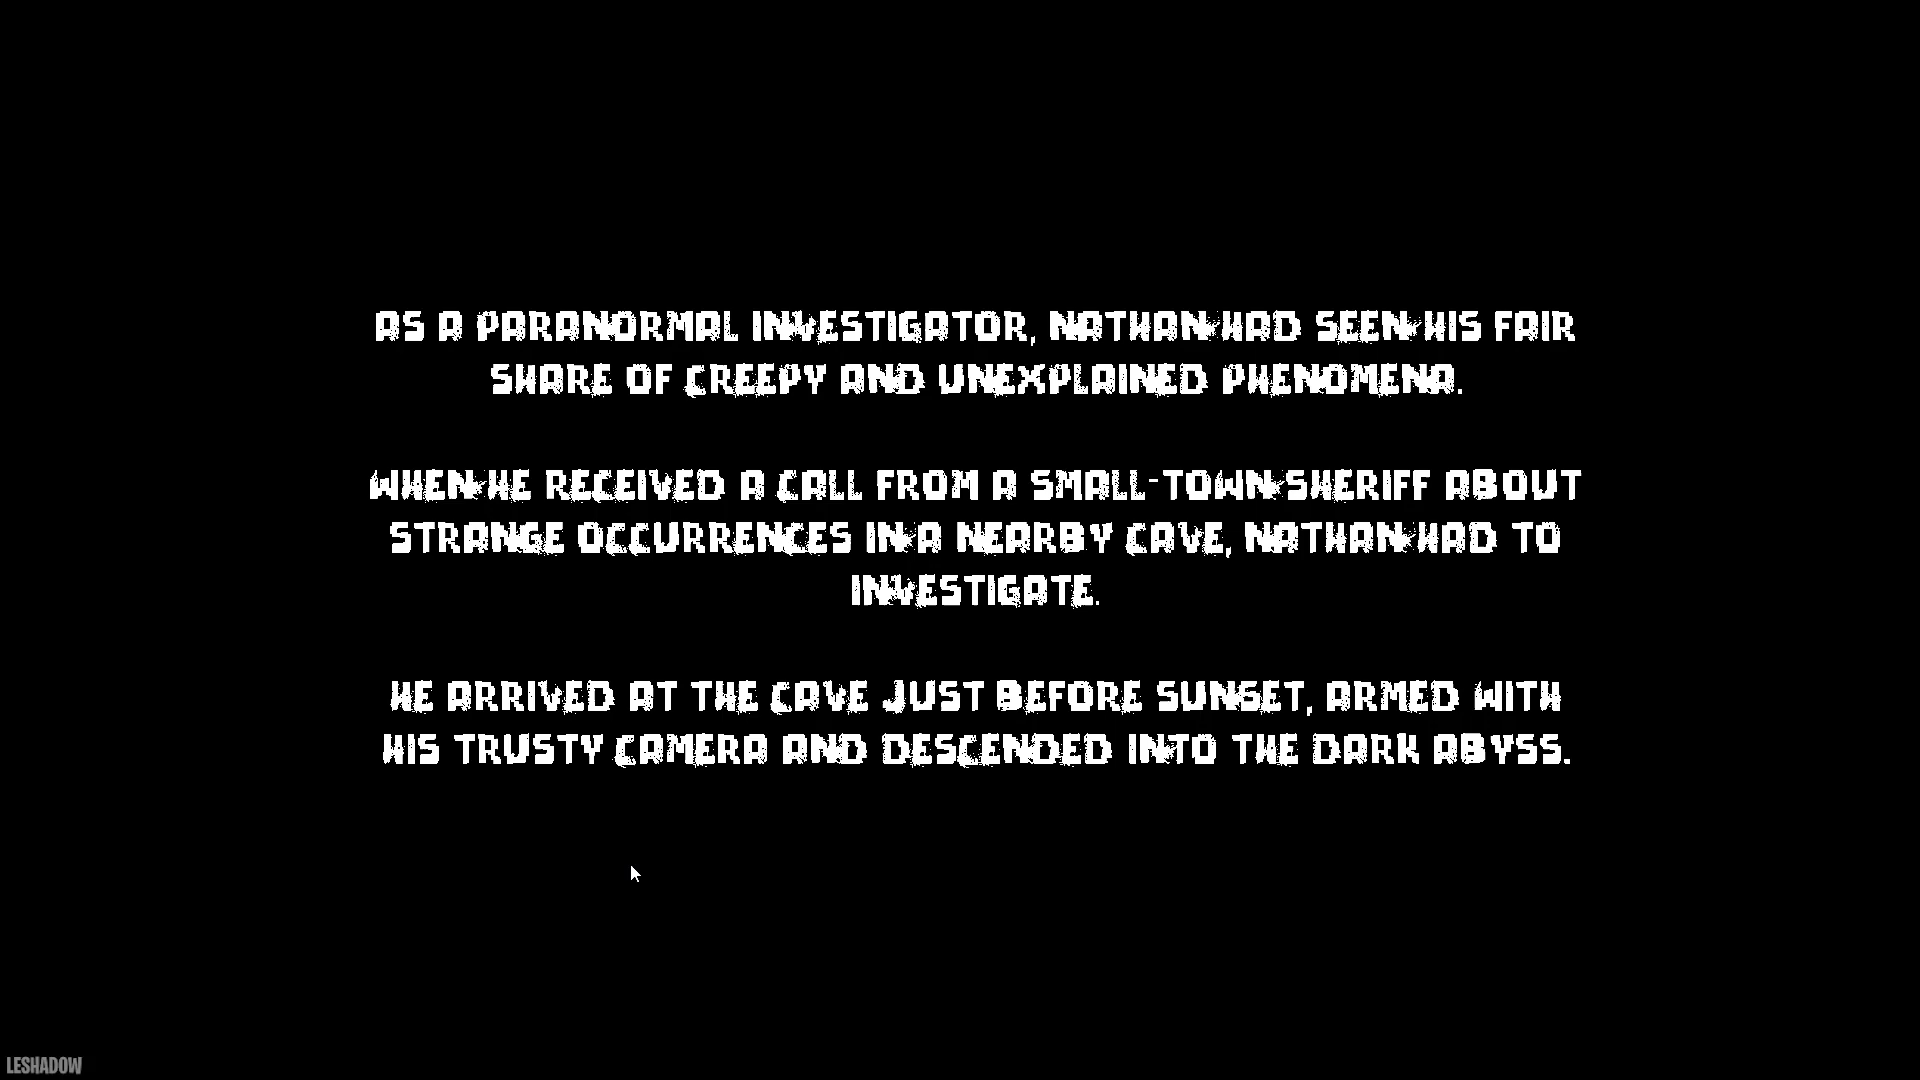 AS A PARANORMAL INVESTIGATOR, NATHAN HAD SEEN HIS FAIR
SHARE OF CREEPY AND UNEXPLAINED PHENOMENA.
WHEN HE RECEIVED A CALL FROM A SMALL-TOWN SHERIFF ABOUT
STRANGE OCCURRENCES IN A NEARBY CAVE, NATHAN HAD TO
INVESTIGATE.
HE ARRIVED AT THE CAVE JUST BEFORE SUNSET, ARMED WITH
HIS TRUSTY CAMERA AND DESCENDED INTO THE DARK ABYSS.
LESHADOW